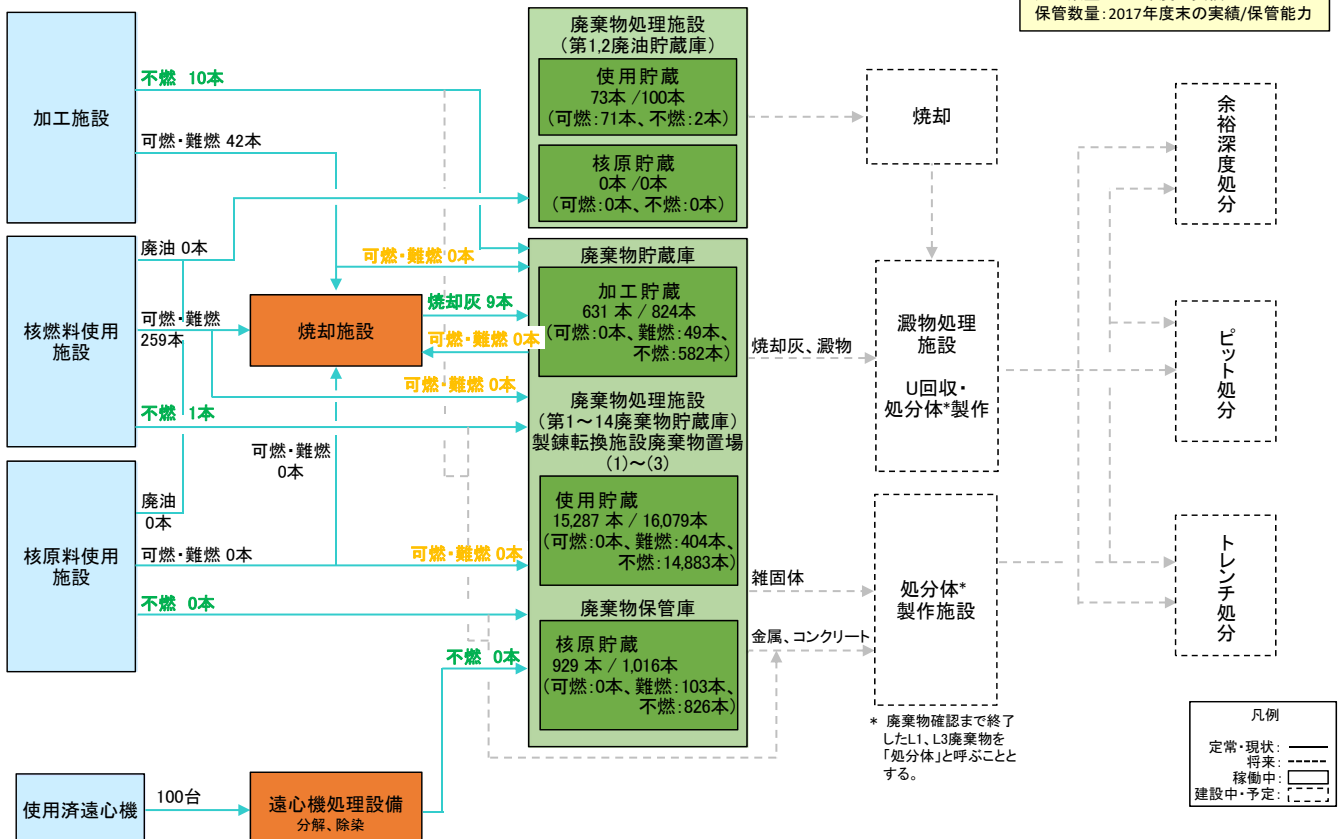 保管数量:2017年度末の実績/保管能力
加工施設
不燃 10本
可燃・難燃 42本
廃棄物処理施設
(第1,2廃油貯蔵庫)
使用貯蔵
73本 /100本
(可燃:71本、不燃:2本)
核原貯蔵
0本 /0本
(可燃:0本、不燃:0本)
焼却
余裕深度処分
核燃料使用
施設
廃油 0本
可燃・難燃
259本
不燃 1本
焼却施設
可燃・難燃 0本
焼却灰 9本
可燃・難燃 0本
可燃・難燃 0本
廃棄物貯蔵庫
加工貯蔵
631 本 / 824本
(可燃:0本、難燃:49本、
不燃:582本)
焼却灰、澱物
澱物処理
施設
U回収・
処分体*製作
ピット処分
廃棄物処理施設
(第1~14廃棄物貯蔵庫)
製錬転換施設廃棄物置場
(1)~(3)
使用貯蔵
15,287 本 / 16,079本
(可燃:0本、難燃:404本、
不燃:14,883本)
核原料使用
施設
廃油
0本
可燃・難燃 0本
不燃 0本
可燃・難燃
0本
可燃・難燃 0本
雑固体
金属、コンクリート
処分体*
製作施設
トレンチ処分
廃棄物保管庫
核原貯蔵
929 本 / 1,016本
(可燃:0本、難燃:103本、
不燃:826本)
不燃 0本
* 廃棄物確認まで終了
したL1、L3廃棄物を
「処分体」と呼ぶことと
する。
使用済遠心機
100台
遠心機処理設備
分解、除染
凡例
定常・現状:
将来:
稼働中:
建設中・予定: